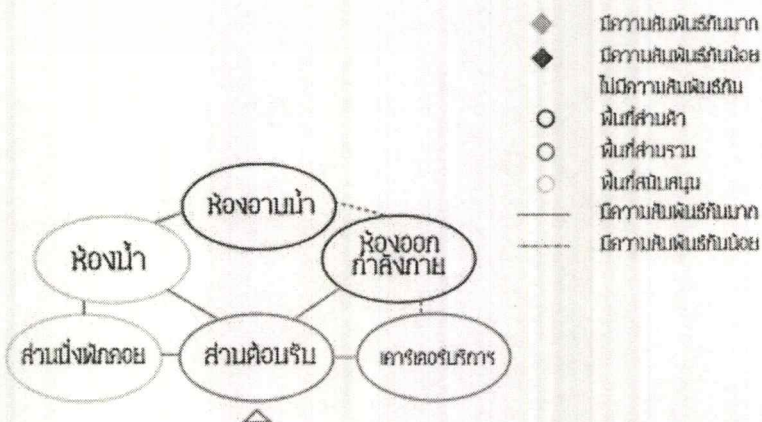 มีความสัมพันธ์กันมาก
มีความสัมพันธ์กันน้อย
ไม่มีความสัมพันธ์กัน
พื้นที่ส่วนตัว
พื้นที่ส่วนรวม
พื้นที่สนับสนุน
มีความสัมพันธ์กันมาก
มีความสัมพันธ์กันน้อย
ห้องอาบน้ำ
ห้องน้ำ
ห้องออก
กำลังกาย
ส่วนนั่งพักคอย
ส่วนต้อนรับ
เคาร์เตอร์บริการ